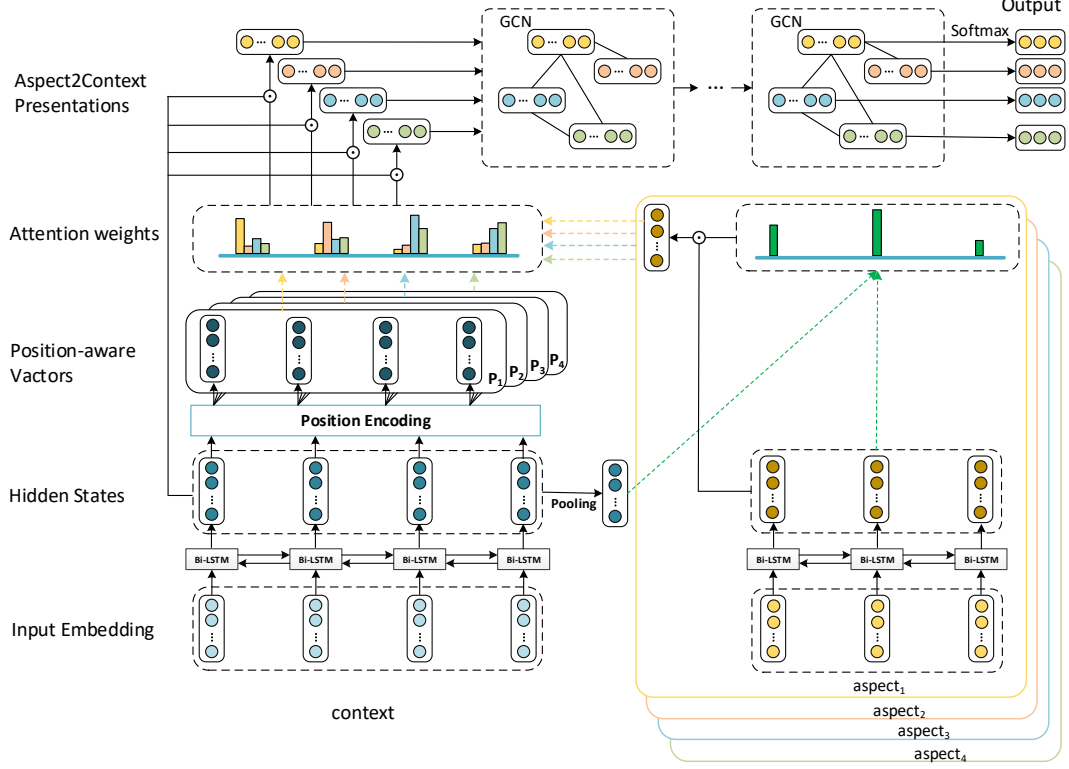 Output
GCN
GCN
Softmax
Aspect2Context
Presentations
Attention weights
Position-aware
Vactors
P1
P2
P3
P4
Position Encoding
Hidden States
Pooling
Bi-LSTM
Bi-LSTM
Bi-LSTM
Bi-LSTM
Bi-LSTM
Bi-LSTM
Bi-LSTM
Input Embedding
context
aspect1
aspect2
aspect3
aspect4